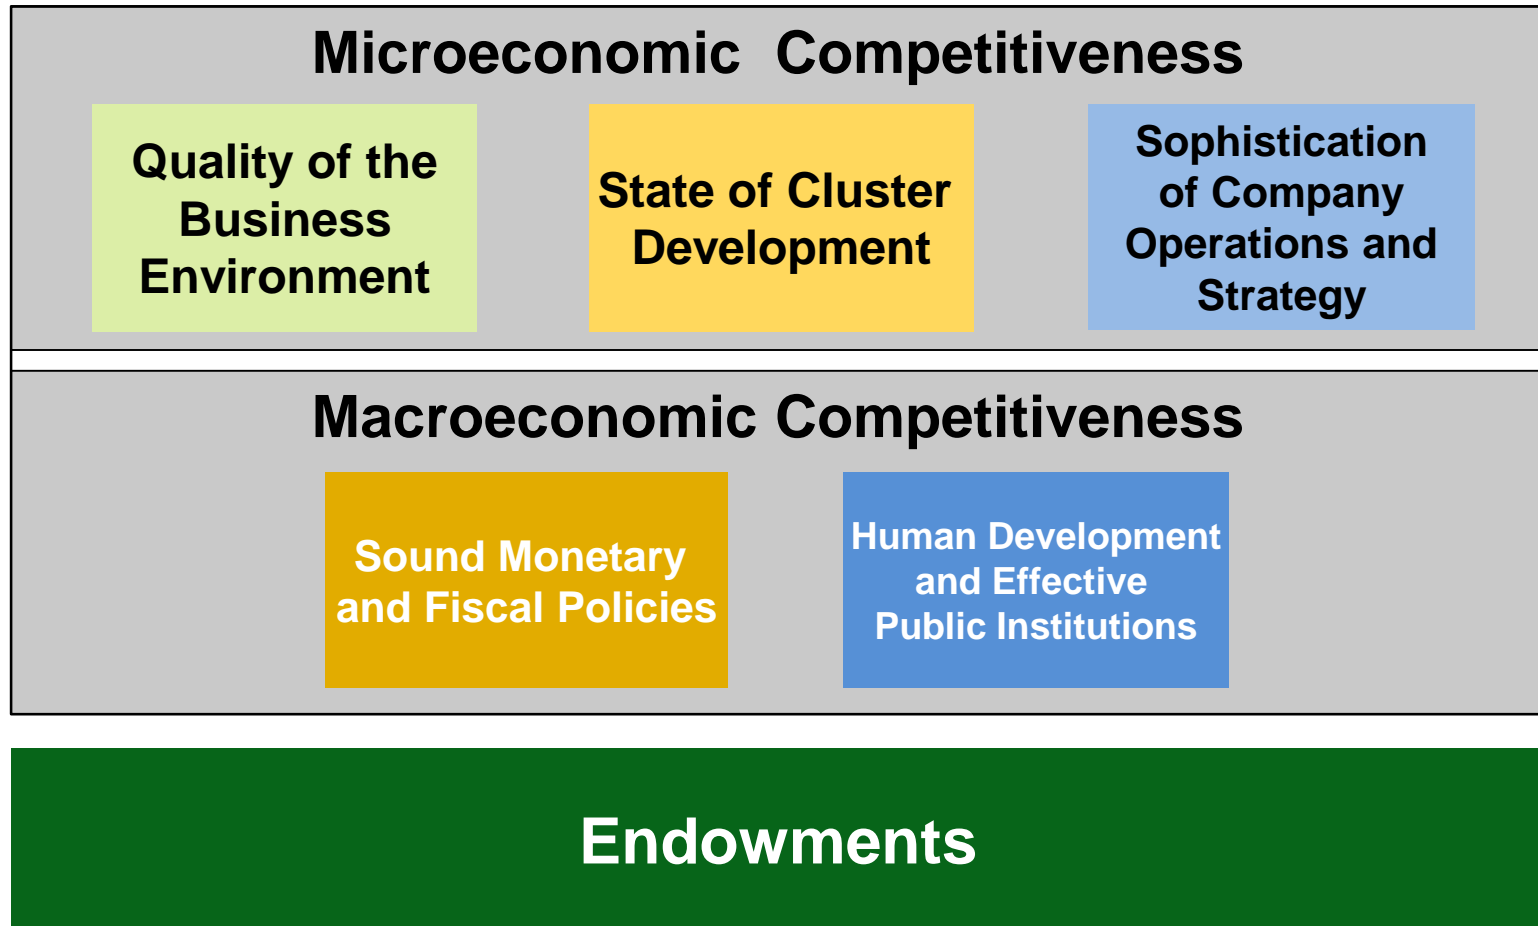 Microeconomic Competitiveness
Quality of the
Business
Environment
State of Cluster
Development
Sophistication
of Company
Operations and
Strategy
Macroeconomic Competitiveness
Sound Monetary
and Fiscal Policies
Human Development
and Effective
Public Institutions
Endowments